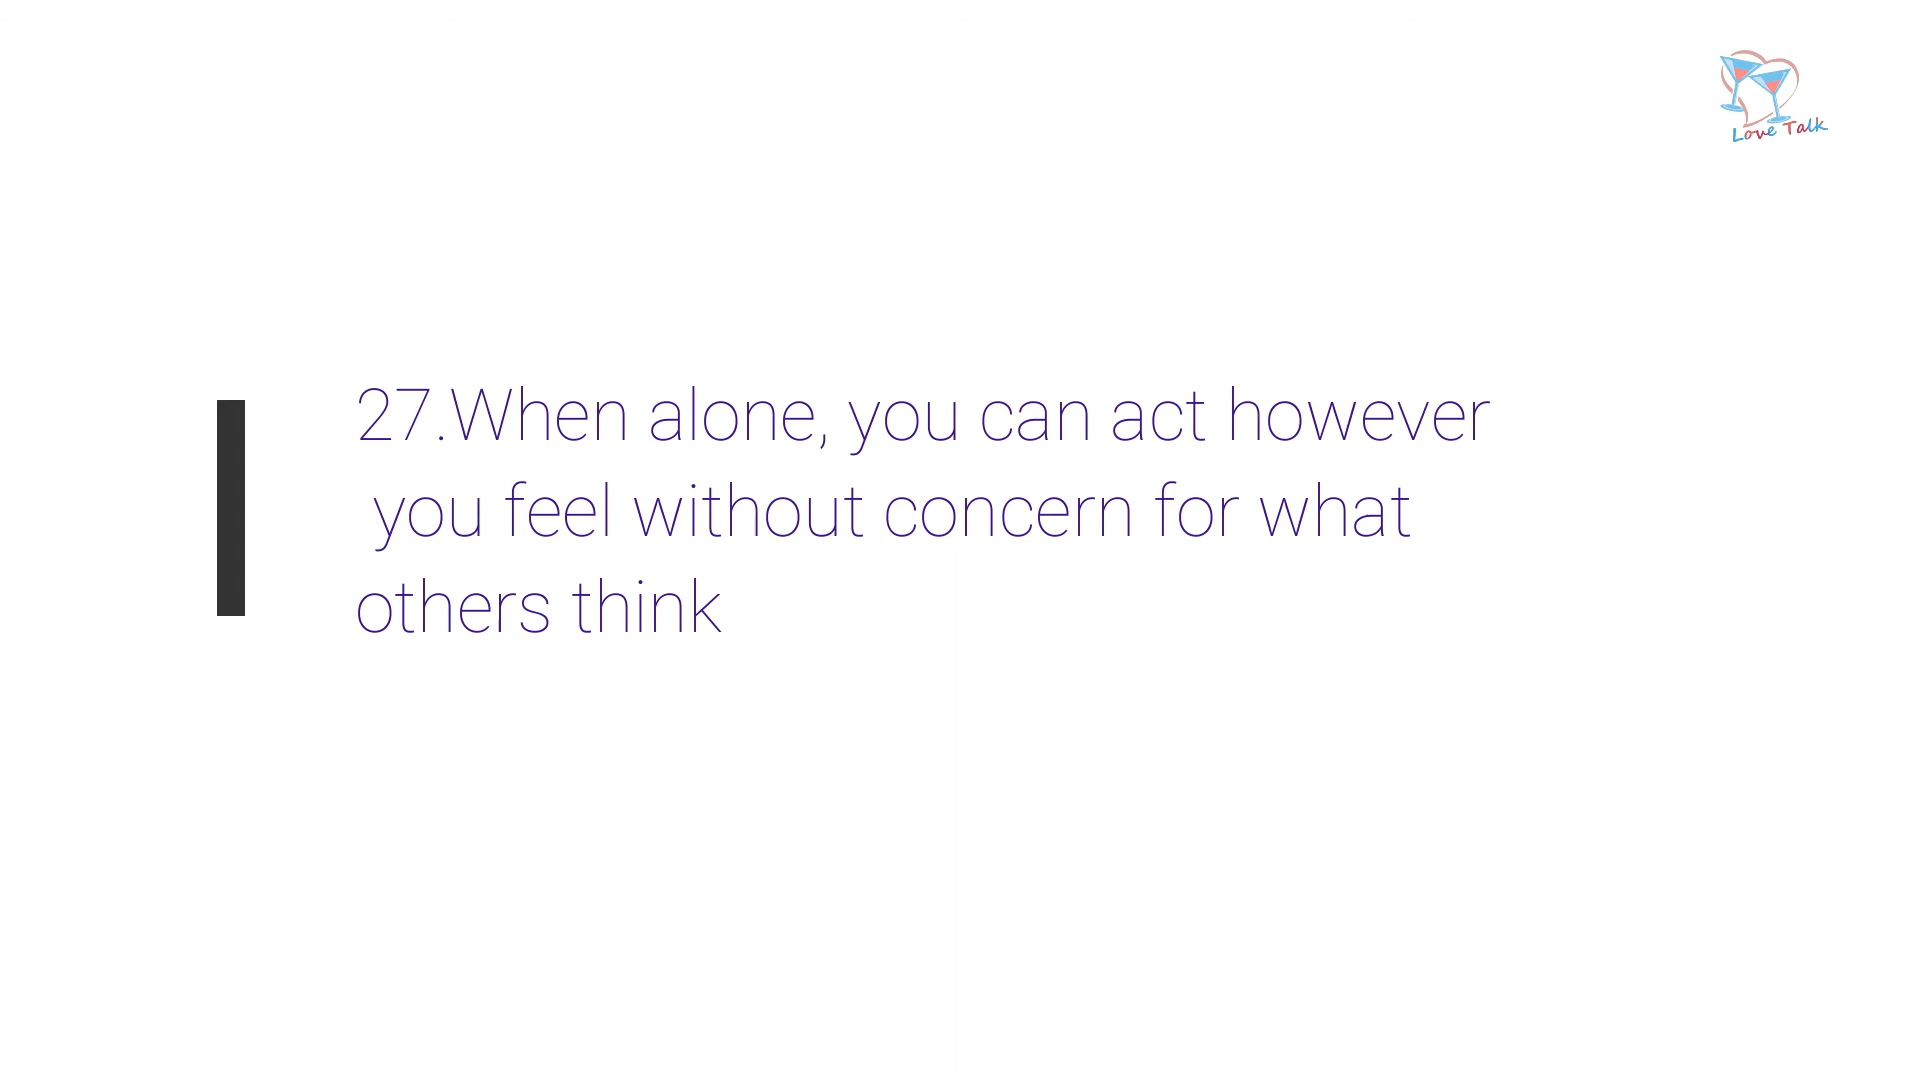 Love Talk
27.When alone, you can act however
you feel without concern for what
others think